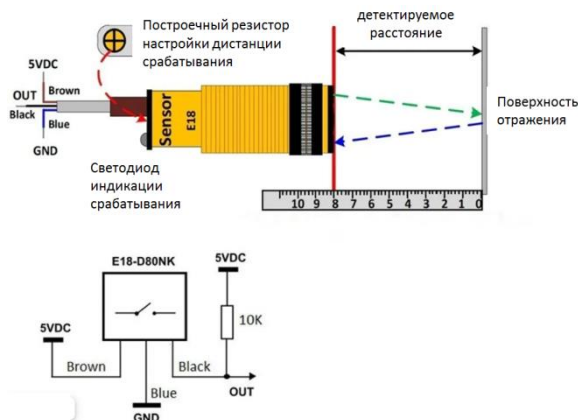 Построечный резистор
настройки дистанции
срабатывания
детектируемое
расстояние
5VDC
Brown
OUT
Black
Blue
GND
Sensor
E18
Поверхность
отражения
Светодиод
индикации
срабатывания
10 9 8 7 6 5 4 3 2 1 0
E18-D80NK
5VDC
10K
5VDC
Brown
Black
Blue
OUT
GND